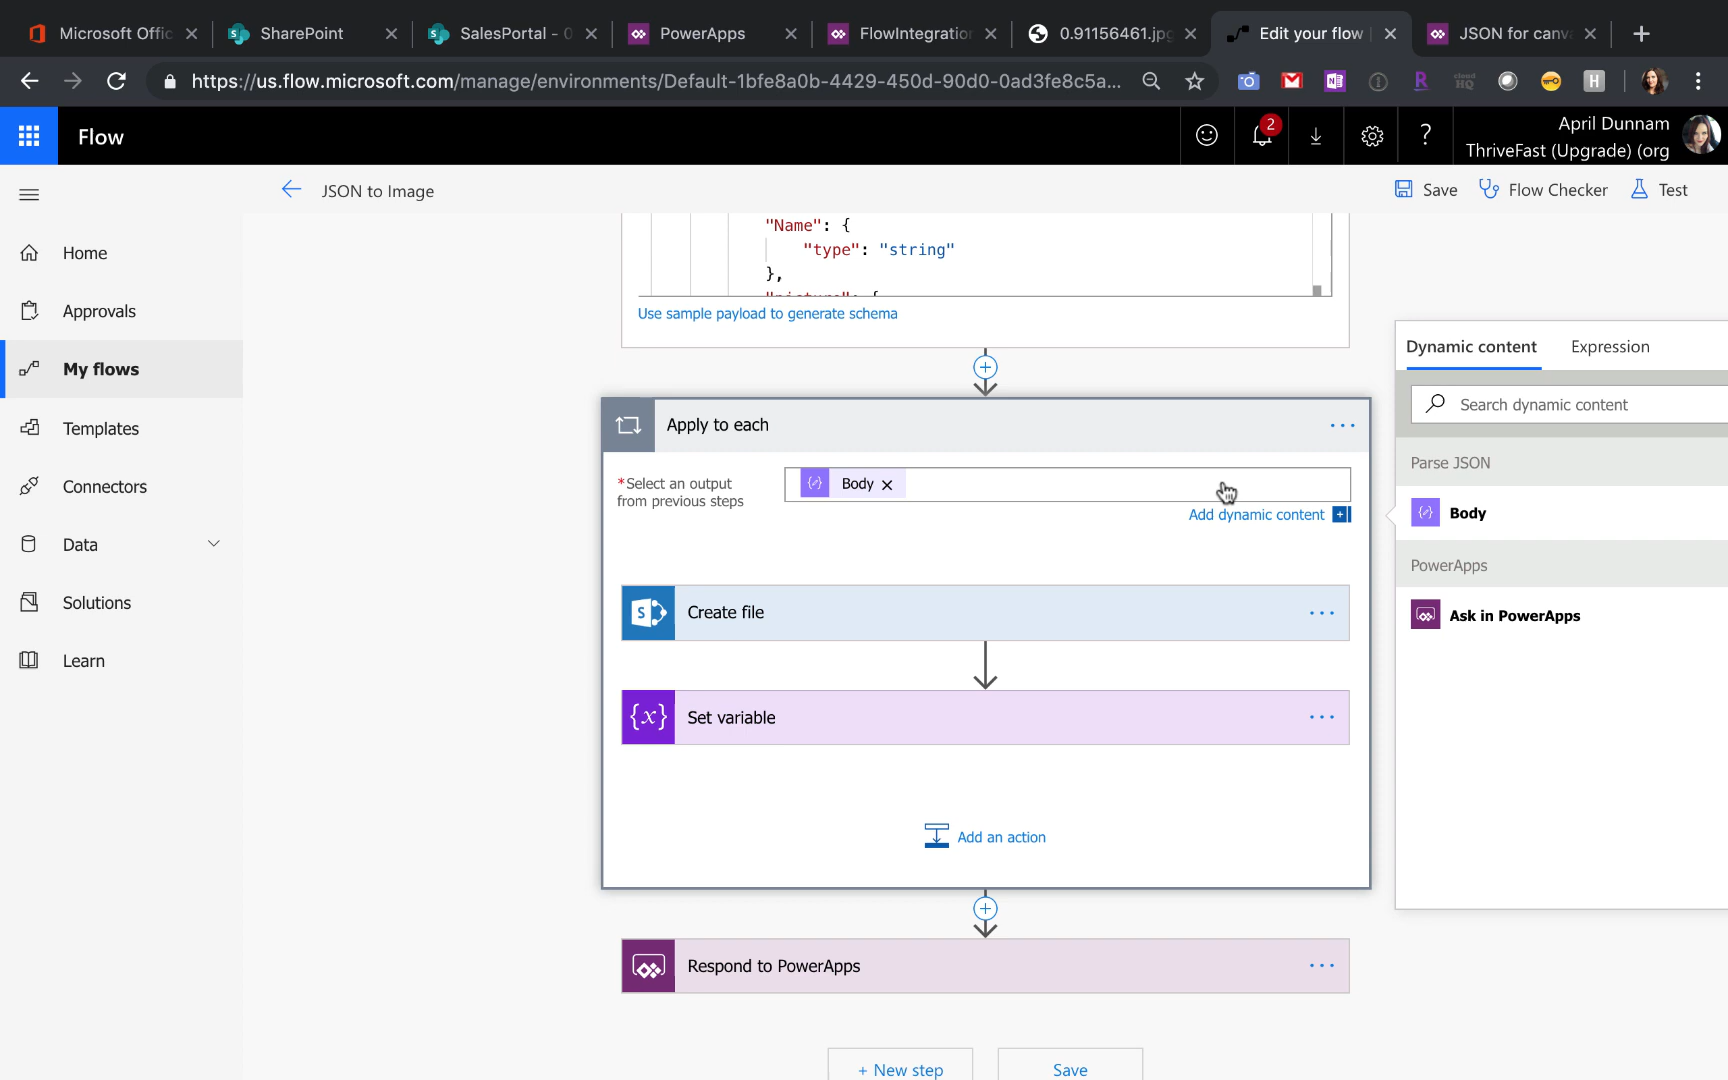 Microsoft Offic
SharePoint
SalesPortal - 0
PowerApps
FlowIntegration
0.91156461.jpg
Edit your flow
JSON for canv
https://us.flow.microsoft.com/manage/environments/Default-1bfe8a0b-4429-450d-90d0-0ad3fe8c5a...
Flow
2
?
April Dunnam
ThriveFast (Upgrade) (org
JSON to Image
Save
Flow Checker
Test
Home
Approvals
My flows
Templates
Connectors
Data
Solutions
Learn
"Name": {
"type": "string"
},
"picture": {
Use sample payload to generate schema
Apply to each
*Select an output
from previous steps
Body
Add dynamic content
Create file
Set variable
Add an action
Respond to PowerApps
+ New step
Save
Dynamic content
Expression
Search dynamic content
Parse JSON
Body
PowerApps
Ask in PowerApps